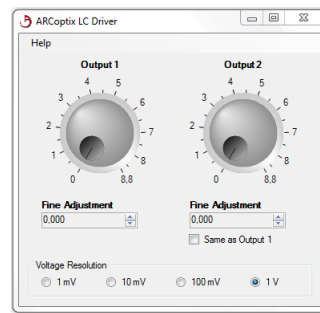 ARCoptix LC Driver
Help
Output 1
Output 2
0 1 2 3 4 5 6 7 8 8,8
0 1 2 3 4 5 6 7 8 8,8
Fine Adjustment
Fine Adjustment
0,000
0,000
Same as Output 1
Voltage Resolution
1 mV
10 mV
100 mV
1 V